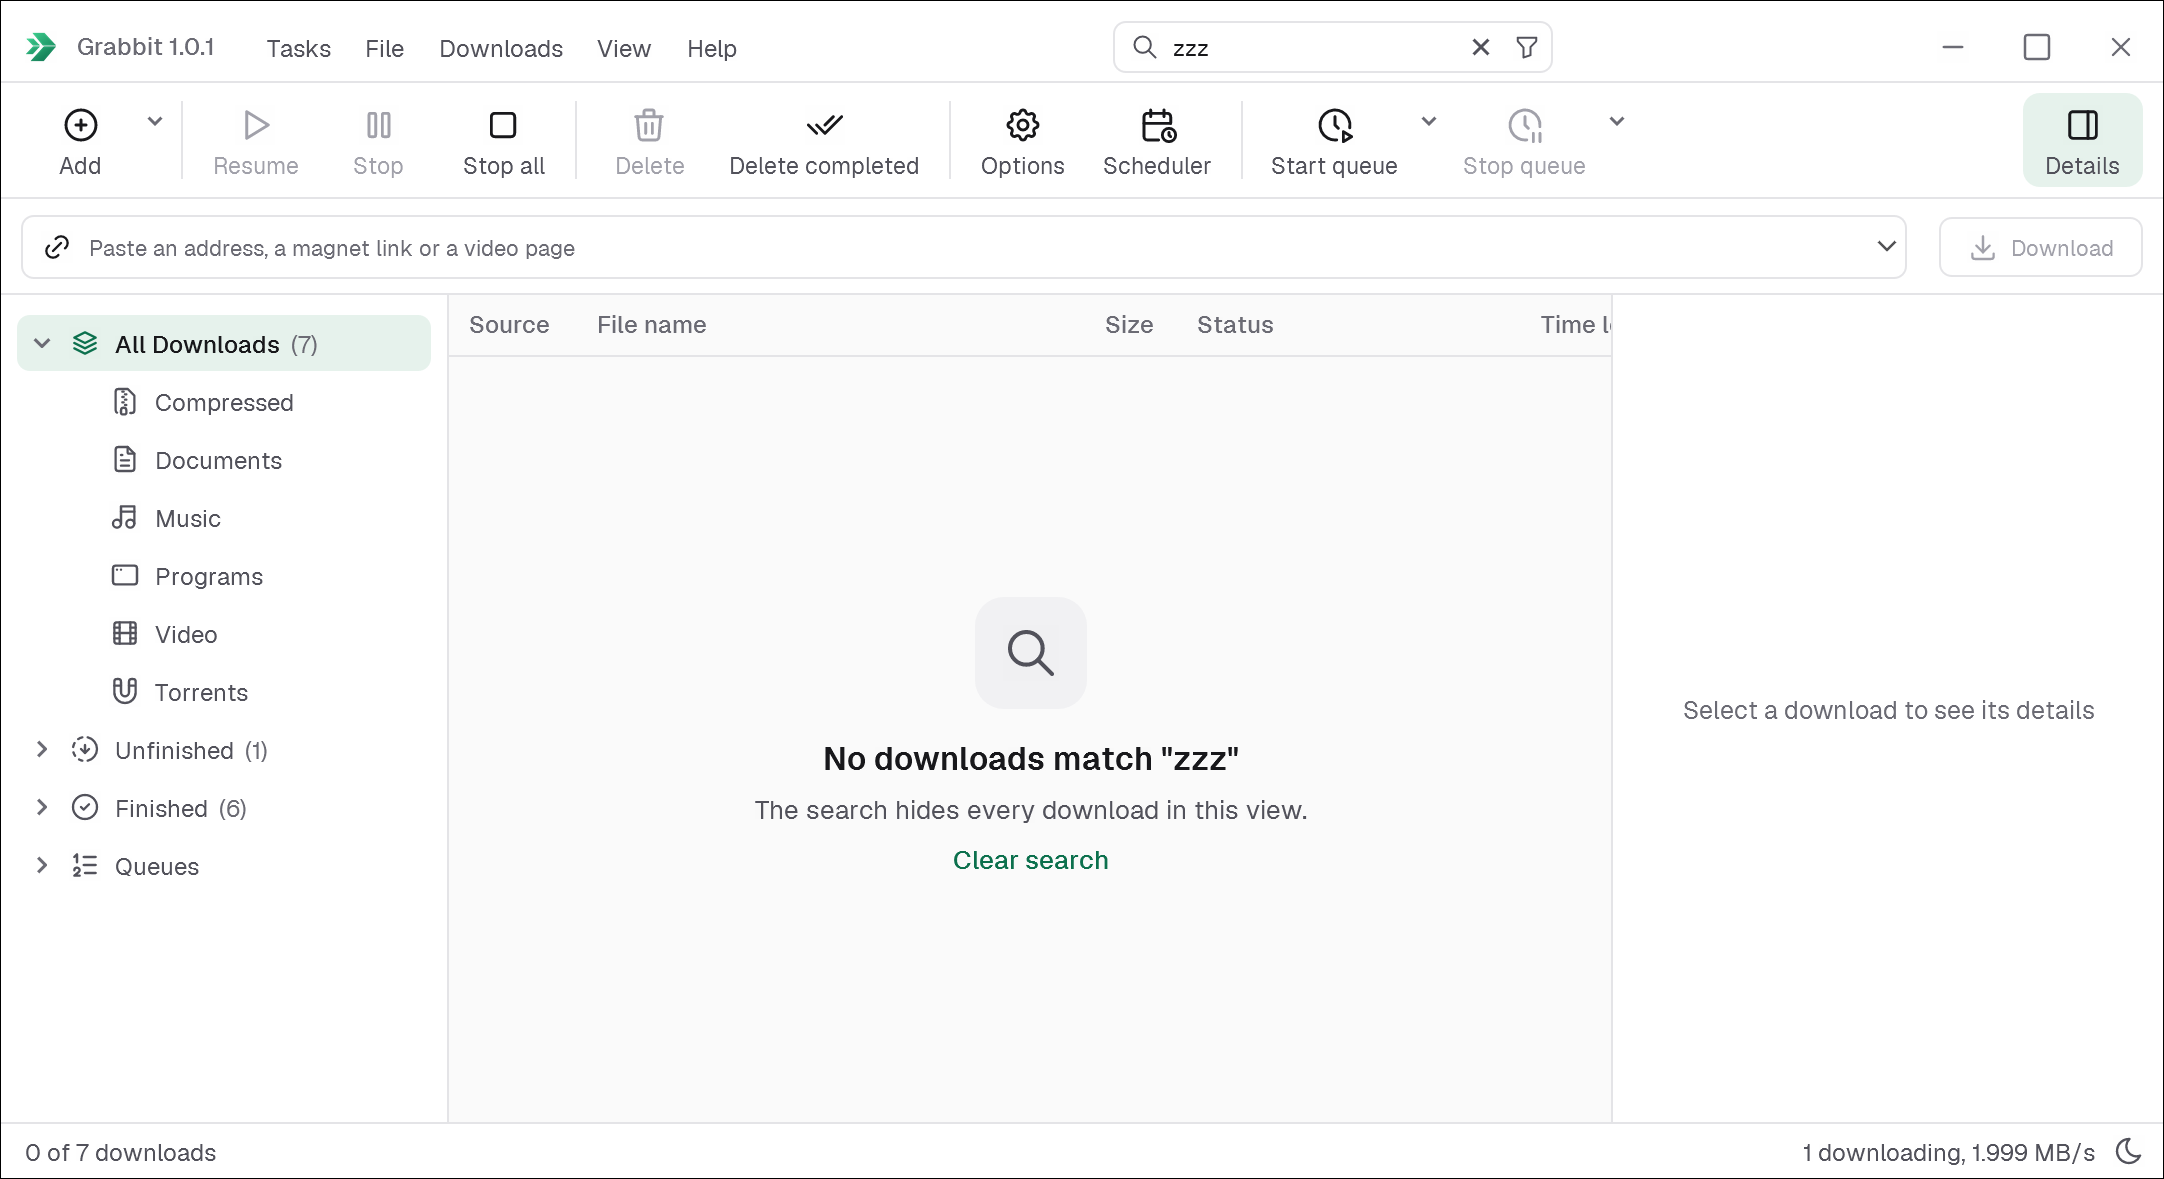 Grabbit 1.0.1 Tasks File Downloads View Help zzz
Add Resume Stop Stop all Delete Delete completed Options Scheduler Start queue Stop queue Details
Paste an address, a magnet link or a video page Download
Source File name Size Status Time l
All Downloads (7)
Compressed
Documents
Music
Programs
Video
Torrents
Unfinished (1)
Finished (6)
Queues
No downloads match "zzz"
The search hides every download in this view.
Clear search
Select a download to see its details
0 of 7 downloads 1 downloading, 1.999 MB/s